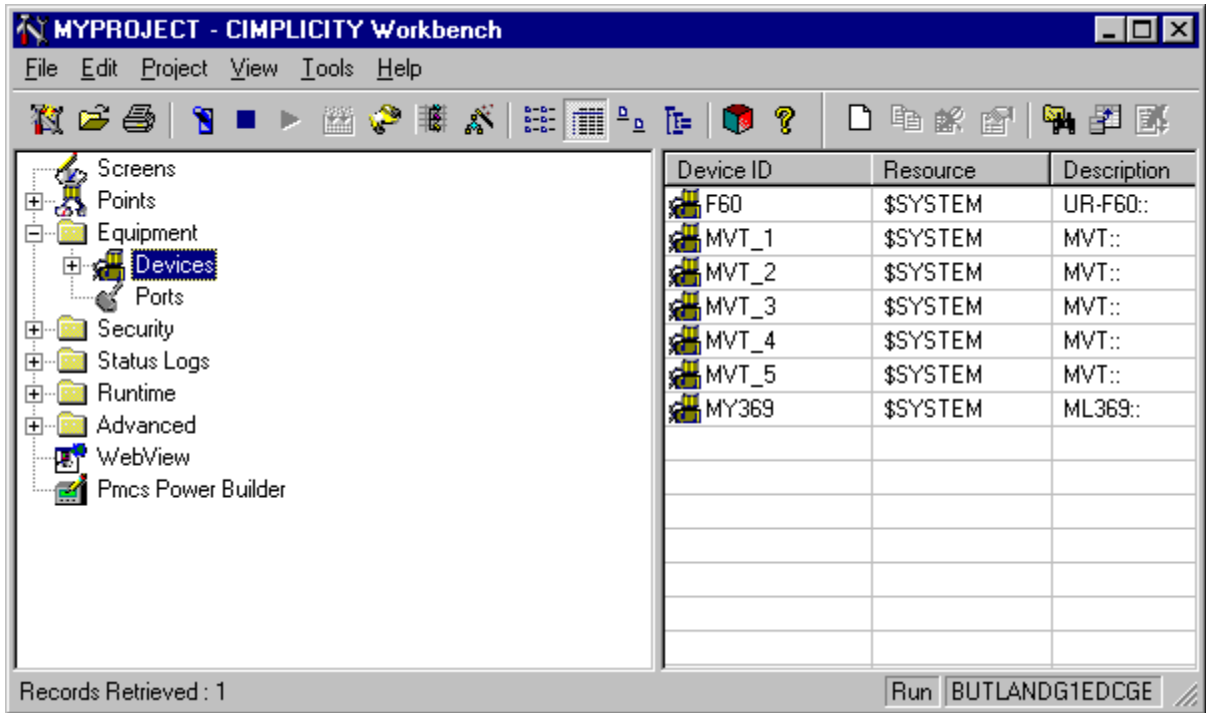 MYPROJECT - CIMPLICITY Workbench
File Edit Project View Tools Help
Screens
Points
Equipment
Devices
Ports
Security
Status Logs
Runtime
Advanced
WebView
Pmcs Power Builder
Device ID Resource Description
F60 $SYSTEM UR-F60::
MVT_1 $SYSTEM MVT::
MVT_2 $SYSTEM MVT::
MVT_3 $SYSTEM MVT::
MVT_4 $SYSTEM MVT::
MVT_5 $SYSTEM MVT::
MY369 $SYSTEM ML369::
Records Retrieved : 1 Run BUTLANDG1EDCGE